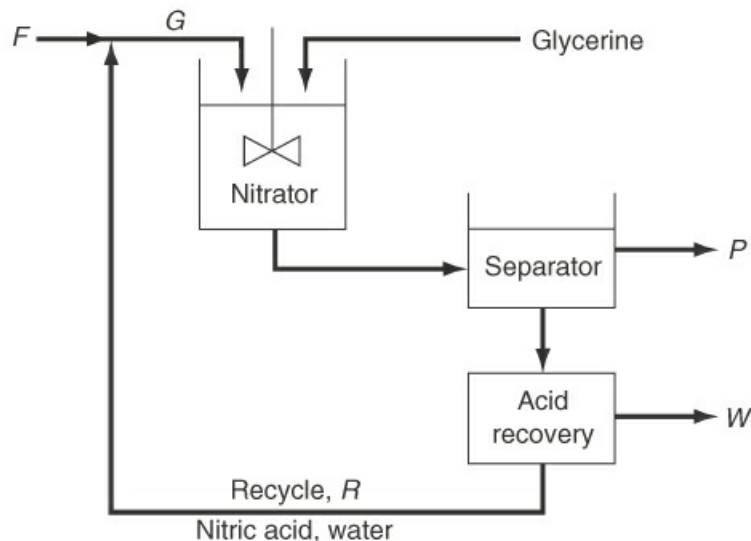 F
G
Glycerine
Nitrator
Separator
P
Acid
recovery
W
Recycle, R
Nitric acid, water